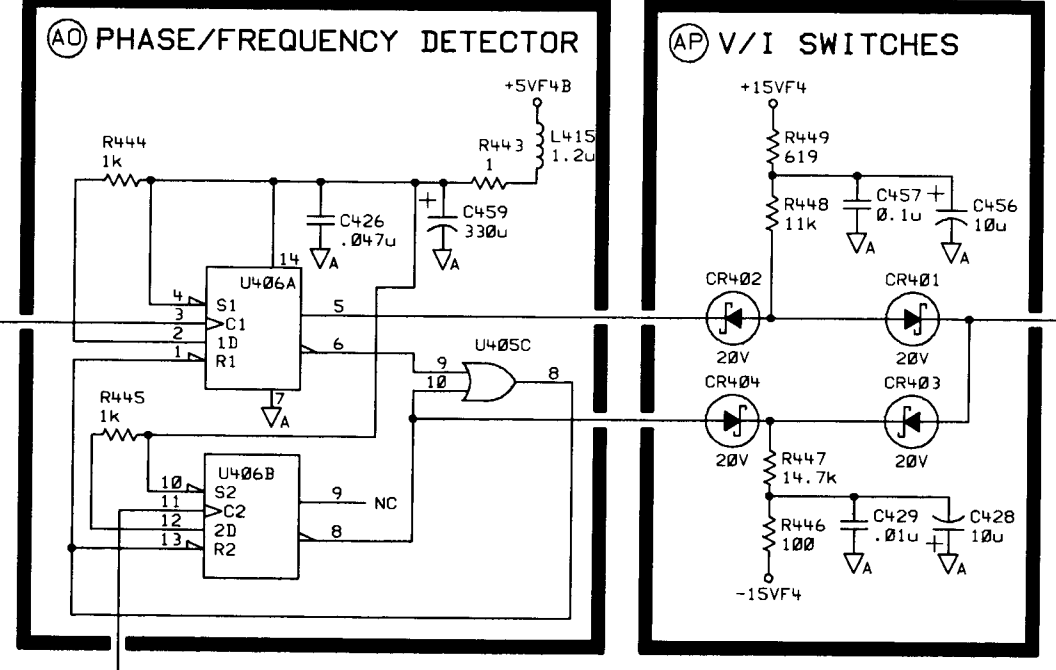 AO PHASE/FREQUENCY DETECTOR
+5VF4B
R444
1k
R443
1
L415
1.2u
C426
.047u
C459
330u
A
A
14
U406A
4
S1
3
C1
2
1D
1
R1
5
6
7
A
U405C
9
10
8
R445
1k
U406B
10
S2
11
C2
12
2D
13
R2
9
NC
8
AP V/I SWITCHES
+15VF4
R449
619
R448
11k
C457
0.1u
+
C456
10u
A
A
CR402
20V
CR401
20V
CR404
20V
CR403
20V
R447
14.7k
R446
100
C429
.01u
+
C428
10u
A
A
-15VF4
+